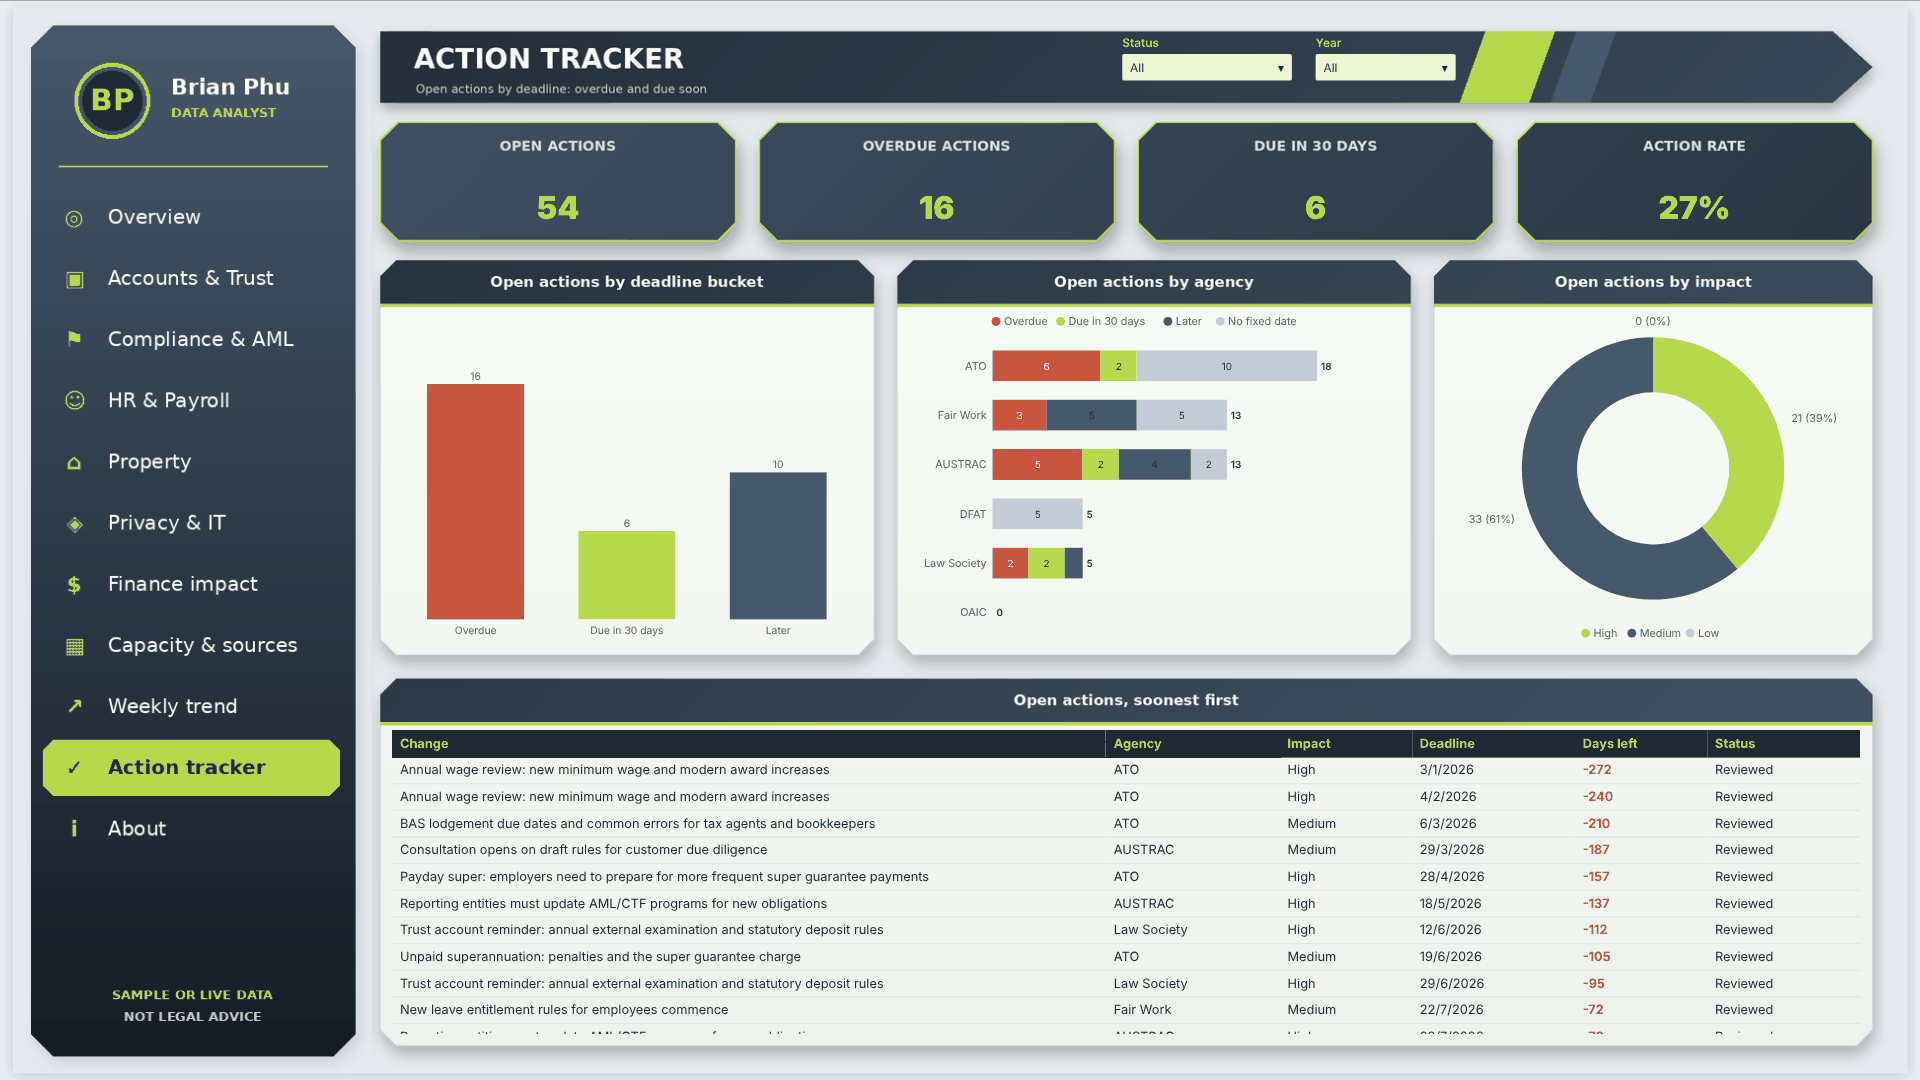 BP
Brian Phu
DATA ANALYST
Overview
Accounts & Trust
Compliance & AML
HR & Payroll
Property
Privacy & IT
$ Finance impact
Capacity & sources
Weekly trend
✓ Action tracker
i About
SAMPLE OR LIVE DATA
NOT LEGAL ADVICE
ACTION TRACKER
Open actions by deadline: overdue and due soon
Status
All
Year
All
OPEN ACTIONS
54
OVERDUE ACTIONS
16
DUE IN 30 DAYS
6
ACTION RATE
27%
Open actions by deadline bucket
16
6
10
Overdue Due in 30 days Later
Open actions by agency
Overdue Due in 30 days Later No fixed date
ATO 6 2 10 18
Fair Work 3 5 5 13
AUSTRAC 5 2 4 2 13
DFAT 5 5
Law Society 2 2 5
OAIC 0
Open actions by impact
0 (0%)
21 (39%)
33 (61%)
High Medium Low
Open actions, soonest first
Change Agency Impact Deadline Days left Status
Annual wage review: new minimum wage and modern award increases ATO High 3/1/2026 -272 Reviewed
Annual wage review: new minimum wage and modern award increases ATO High 4/2/2026 -240 Reviewed
BAS lodgement due dates and common errors for tax agents and bookkeepers ATO Medium 6/3/2026 -210 Reviewed
Consultation opens on draft rules for customer due diligence AUSTRAC Medium 29/3/2026 -187 Reviewed
Payday super: employers need to prepare for more frequent super guarantee payments ATO High 28/4/2026 -157 Reviewed
Reporting entities must update AML/CTF programs for new obligations AUSTRAC High 18/5/2026 -137 Reviewed
Trust account reminder: annual external examination and statutory deposit rules Law Society High 12/6/2026 -112 Reviewed
Unpaid superannuation: penalties and the super guarantee charge ATO Medium 19/6/2026 -105 Reviewed
Trust account reminder: annual external examination and statutory deposit rules Law Society High 29/6/2026 -95 Reviewed
New leave entitlement rules for employees commence Fair Work Medium 22/7/2026 -72 Reviewed